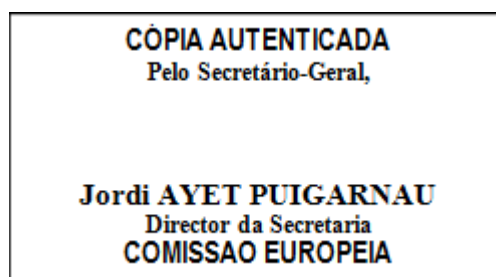 CÓPIA AUTENTICADA
Pelo Secretário-Geral,
Jordi AYET PUIGARNAU
Director da Secretaria
COMISSAO EUROPEIA